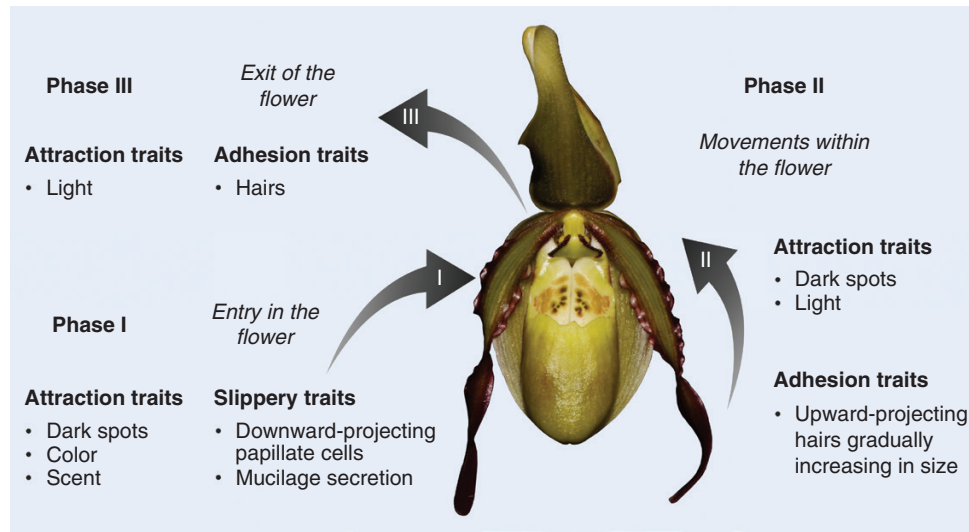 Phase III
Exit of the
flower
III
Attraction traits
• Light
Adhesion traits
• Hairs
Phase I
Entry in the
flower
I
Attraction traits
• Dark spots
• Color
• Scent
Slippery traits
• Downward-projecting
papillate cells
• Mucilage secretion
Phase II
Movements within
the flower
II
Attraction traits
• Dark spots
• Light
Adhesion traits
• Upward-projecting
hairs gradually
increasing in size